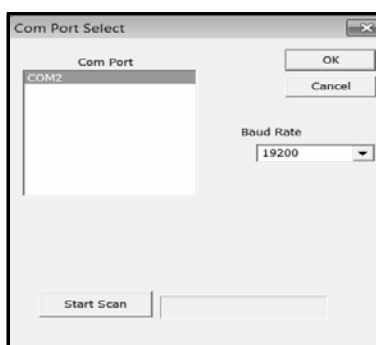 Com Port Select
Com Port
OK
COM2
Cancel
Baud Rate
19200
Start Scan